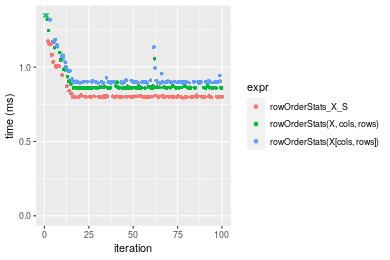 expr
1.0
rowOrderStats_X_S
rowOrderStats(X, cols, rows)
0.5
rowOrderStats(X[cols, rows])
0.0
0
25
50
75
100
iteration
time (ms)